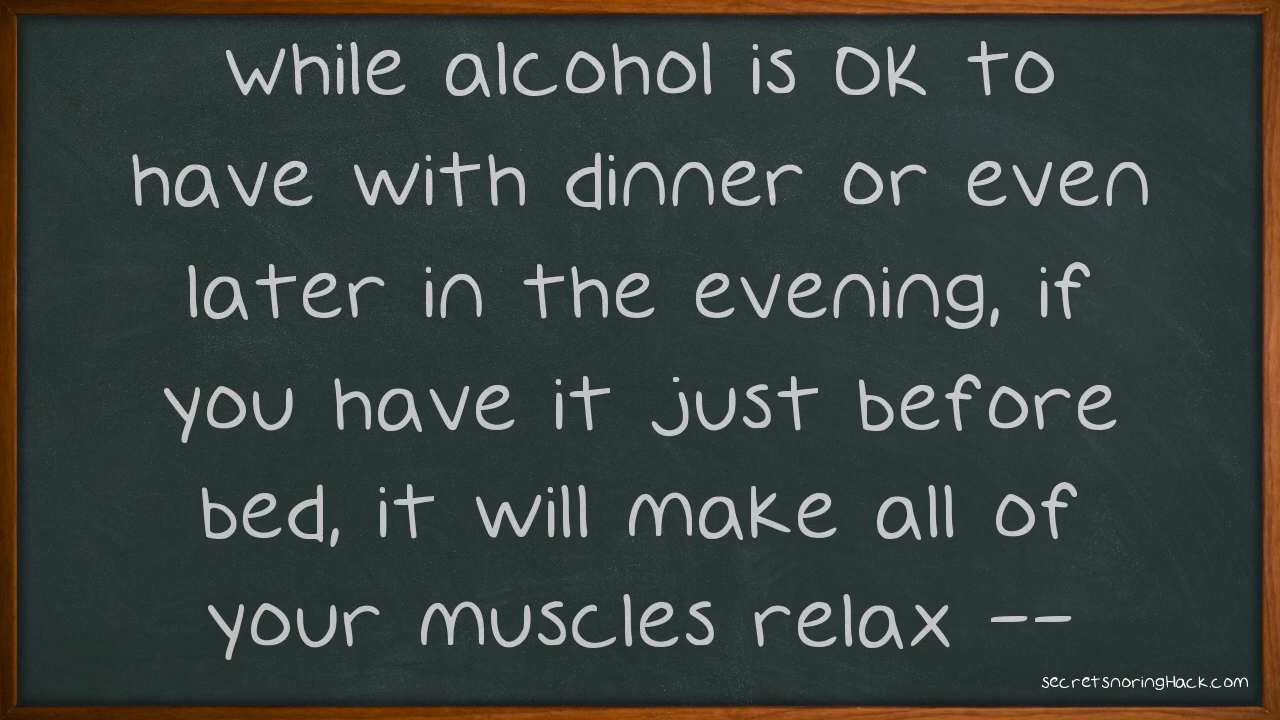 While alcohol is OK to
have with dinner or even
later in the evening, if
you have it just before
bed, it will make all of
your muscles relax --
secretsnoringHack.com